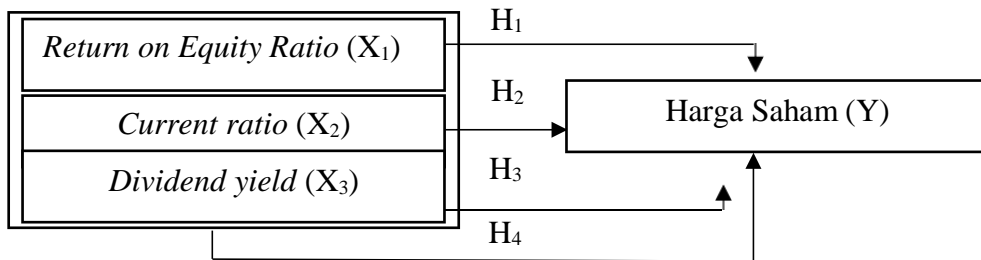 H₁
Return on Equity Ratio (X₁)
H₂
Harga Saham (Y)
Current ratio (X₂)
H₃
Dividend yield (X₃)
H₄